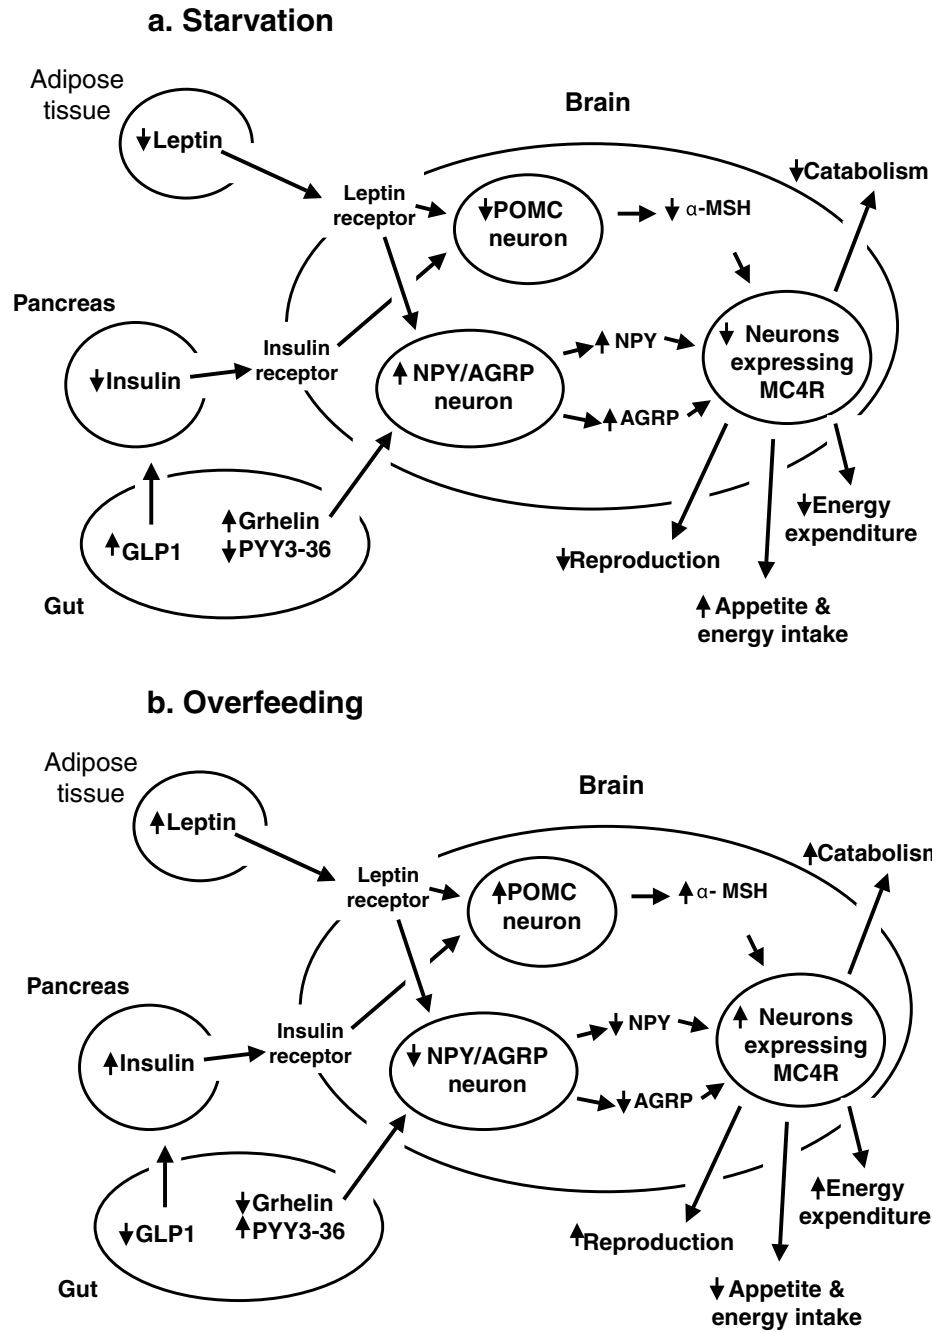 a. Starvation
Adipose
tissue
Brain
↓Leptin
↓Catabolism
Leptin
receptor
↓POMC
neuron
↓ α-MSH
Pancreas
↓Insulin
Insulin
receptor
↑ NPY/AGRP
neuron
↑ NPY
↑ AGRP
↓ Neurons
expressing
MC4R
↑GLP1
↑Grhelin
↓PYY3-36
Gut
↓Energy
expenditure
↓Reproduction
↑ Appetite &
energy intake
b. Overfeeding
Adipose
tissue
Brain
↑Leptin
↑Catabolism
Leptin
receptor
↑POMC
neuron
↑ α- MSH
Pancreas
↑Insulin
Insulin
receptor
↓ NPY/AGRP
neuron
↓ NPY
↓ AGRP
↑ Neurons
expressing
MC4R
↓GLP1
↓Grhelin
↑PYY3-36
Gut
↑Energy
expenditure
↑Reproduction
↓ Appetite &
energy intake